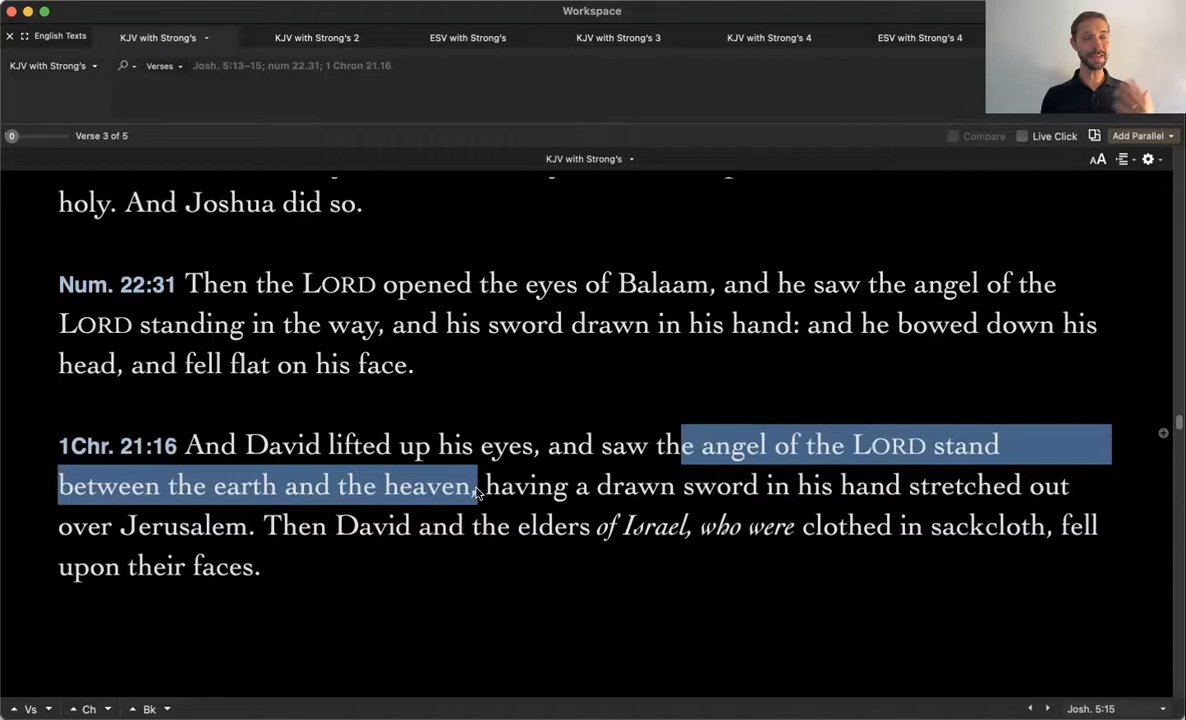 Workspace
English Texts
KJV with Strong's
KJV with Strong's 2
ESV with Strong's
KJV with Strong's 3
KJV with Strong's 4
ESV with Strong's 4
KJV with Strong's
Verses
Josh. 5:13–15; num 22.31; 1 Chron 21.16
0
Verse 3 of 5
Compare
Live Click
Add Parallel
KJV with Strong's
AA
holy. And Joshua did so.
Num. 22:31 Then the LORD opened the eyes of Balaam, and he saw the angel of the
LORD standing in the way, and his sword drawn in his hand: and he bowed down his
head, and fell flat on his face.
1Chr. 21:16 And David lifted up his eyes, and saw the angel of the LORD stand
between the earth and the heaven, having a drawn sword in his hand stretched out
over Jerusalem. Then David and the elders of Israel, who were clothed in sackcloth, fell
upon their faces.
Vs
Ch
Bk
Josh. 5:15